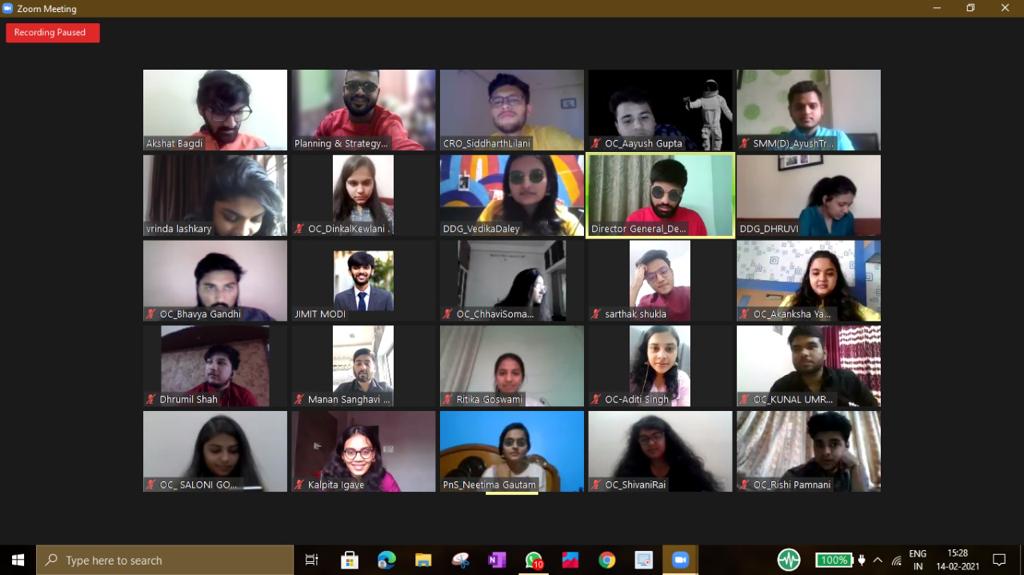 Zoom Meeting
Recording Paused
Akshat Bagdi
Planning & Strategy...
CRO_SiddharthLilani
OC_Aayush Gupta
SMM(D)_AyushTr...
vrinda lashkary
OC_DinkalKewlani .
DDG_VedikaDaley
Director General_De...
DDG_DHRUVI
OC_Bhavya Gandhi
JIMIT MODI
OC_ChhaviSoma...
sarthak shukla
OC_Akanksha Ya...
Dhrumil Shah
Manan Sanghavi ...
Ritika Goswami
OC-Aditi Singh
OC_KUNAL UMR...
OC_ SALONI GO...
Kalpita Igave
PnS_Neetima Gautam
OC_ShivaniRai
OC_Rishi Pamnani
Type here to search
10
100%
ENG
IN
15:28
14-02-2021